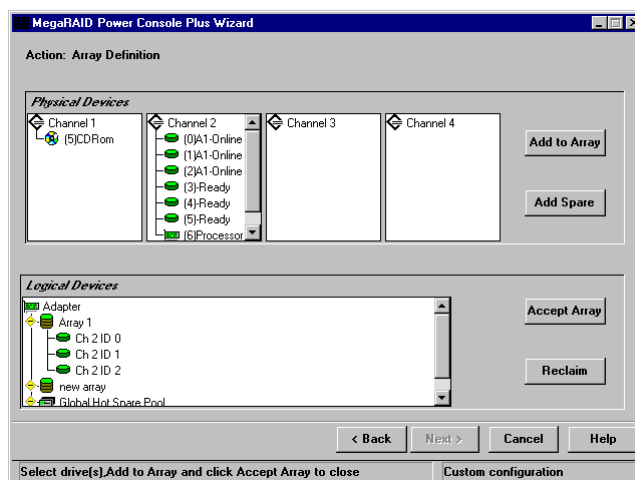 MegaRAID Power Console Plus Wizard
Action: Array Definition
Physical Devices
Channel 1
(5)CDRom
Channel 2
(0)A1-Online
(1)A1-Online
(2)A1-Online
(3)-Ready
(4)-Ready
(5)-Ready
(6)Processor
Channel 3
Channel 4
Add to Array
Add Spare
Logical Devices
Adapter
Array 1
Ch 2 ID 0
Ch 2 ID 1
Ch 2 ID 2
new array
Global Hot Spare Pool
Accept Array
Reclaim
< Back
Next >
Cancel
Help
Select drive(s),Add to Array and click Accept Array to close
Custom configuration